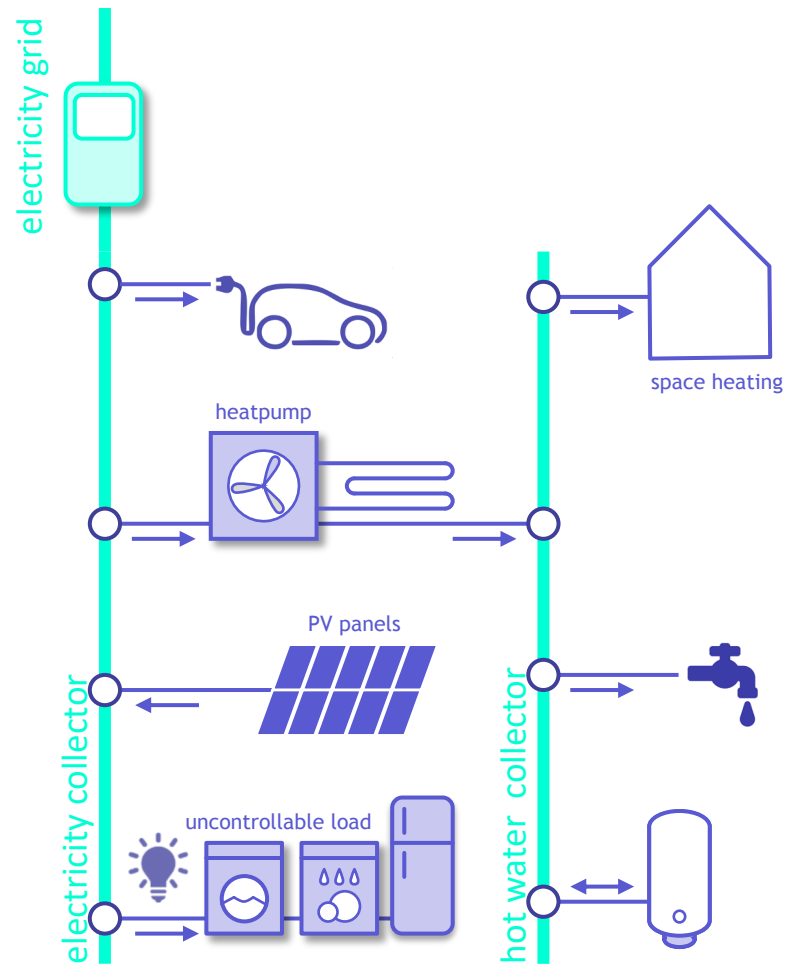 electricity grid
space heating
heatpump
PV panels
electricity collector
hot water collector
uncontrollable load